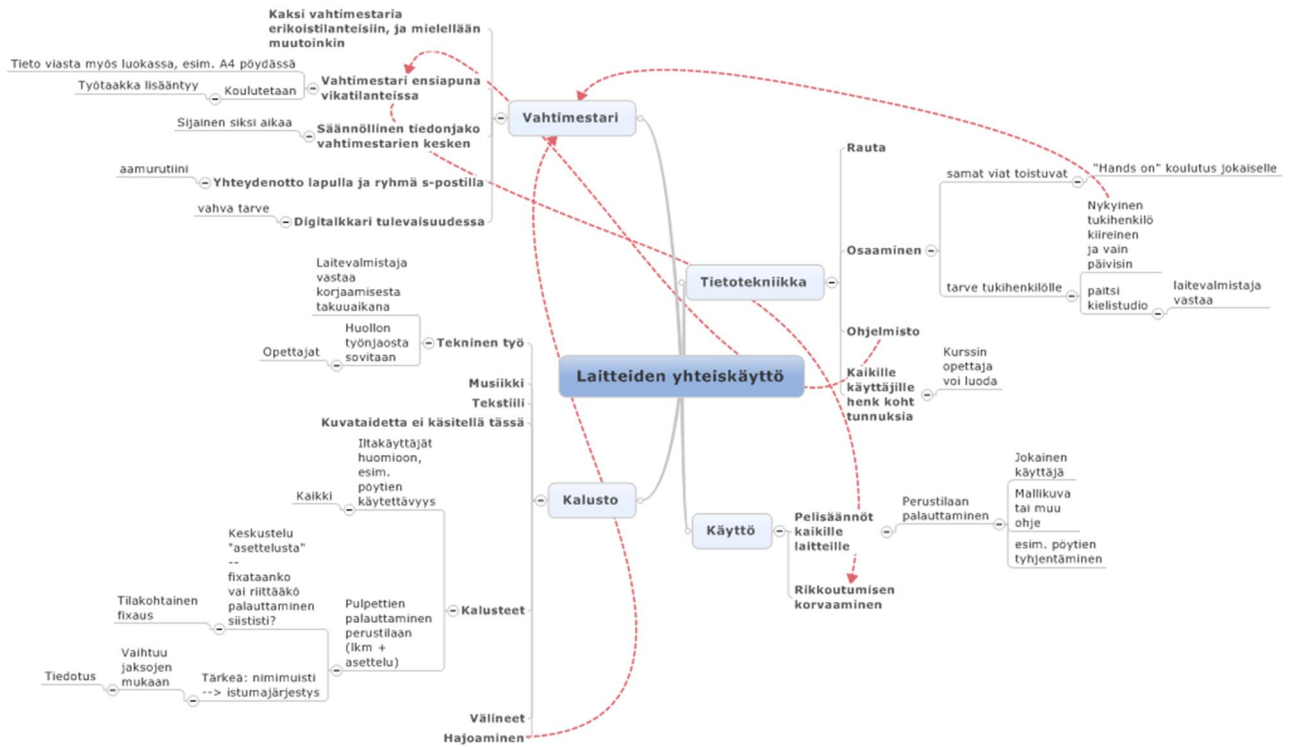 Kaksi vahtimestaria
erikoistilanteisiin, ja mielellään
muutoinkin
Tieto viasta myös luokassa, esim. A4 pöydässä
Työtaakka lisääntyy
Koulutetaan
Vahtimestari ensiapuna
vikatilanteissa
Sijainen siksi aikaa
Säännöllinen tiedonjako
vahtimestarien kesken
aamurutiini
Yhteydenotto lapulla ja ryhmä s-postilla
vahva tarve
Digitalkkari tulevaisuudessa
Vahtimestari
Laitteiden yhteiskäyttö
Tietotekniikka
Rauta
Osaaminen
samat viat toistuvat
"Hands on" koulutus jokaiselle
tarve tukihenkilölle
Nykyinen
tukihenkilö
kiireinen
ja vain
päivisin
paitsi
kielistudio
laitevalmistaja
vastaa
Ohjelmisto
Kaikille
käyttäjille
henk koht
tunnuksia
Kurssin
opettaja
voi luoda
Käyttö
Pelisäännöt
kaikille
laitteille
Perustilaan
palauttaminen
Jokainen
käyttäjä
Mallikuva
tai muu
ohje
esim. pöytien
tyhjentäminen
Rikkoutumisen
korvaaminen
Kalusto
Tekninen työ
Laitevalmistaja
vastaa
korjaamisesta
takuuaikana
Huollon
työnjaosta
sovitaan
Opettajat
Musiikki
Tekstiili
Kuvataidetta ei käsitellä tässä
Kalusteet
Iltakäyttäjät
huomioon,
esim.
pöytien
käytettävyys
Kaikki
Pulpettien
palauttaminen
perustilaan
(lkm +
asettelu)
Keskustelu
"asettelusta"
--
fixataanko
vai riittääkö
palauttaminen
siististi?
Tilakohtainen
fixaus
Tärkeä: nimimuisti
--> istumajärjestys
Vaihtuu
jaksojen
mukaan
Tiedotus
Välineet
Hajoaminen